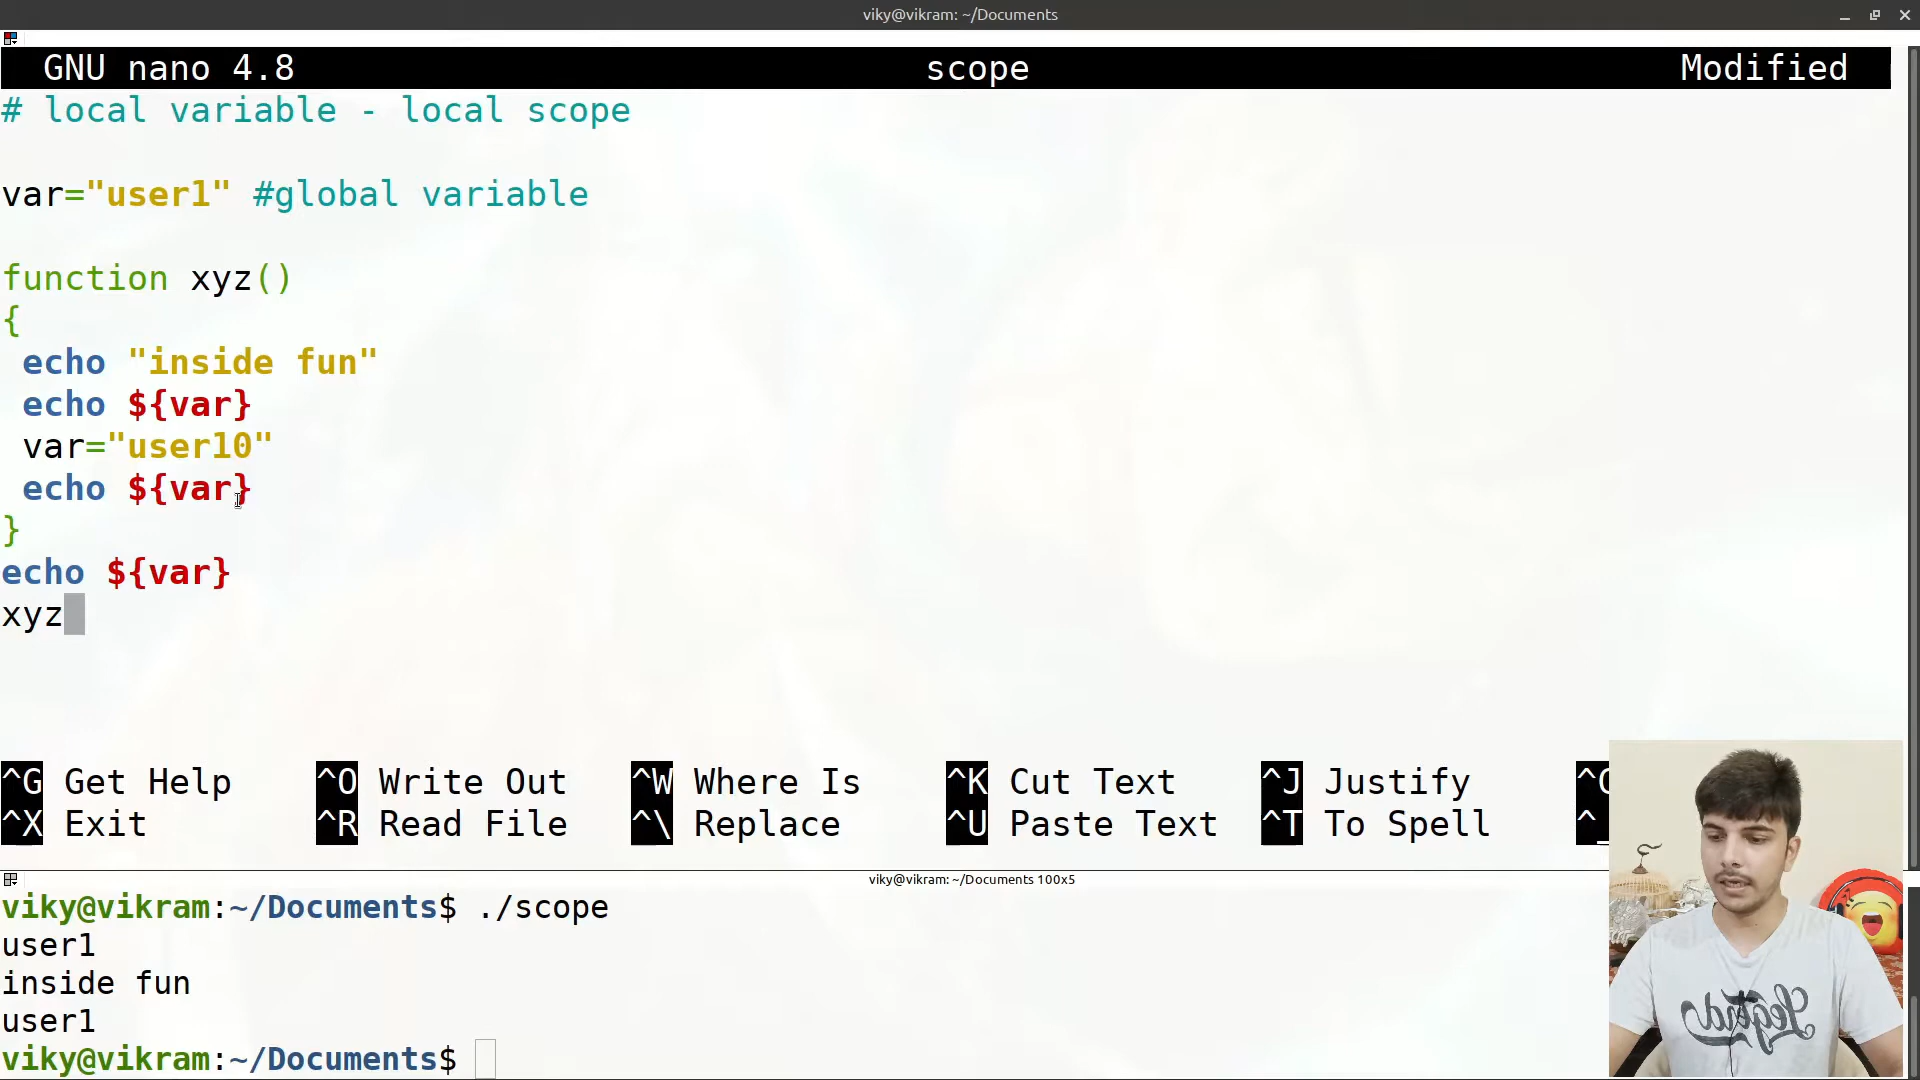 viky@vikram: ~/Documents
GNU nano 4.8 scope Modified
# local variable - local scope
var="user1" #global variable
function xyz()
{
 echo "inside fun"
 echo ${var}
 var="user10"
 echo ${var}
}
echo ${var}
xyz
^G Get Help ^O Write Out ^W Where Is ^K Cut Text ^J Justify
^X Exit ^R Read File ^\ Replace ^U Paste Text ^T To Spell
viky@vikram: ~/Documents 100x5
viky@vikram:~/Documents$ ./scope
user1
inside fun
user1
viky@vikram:~/Documents$
Legend